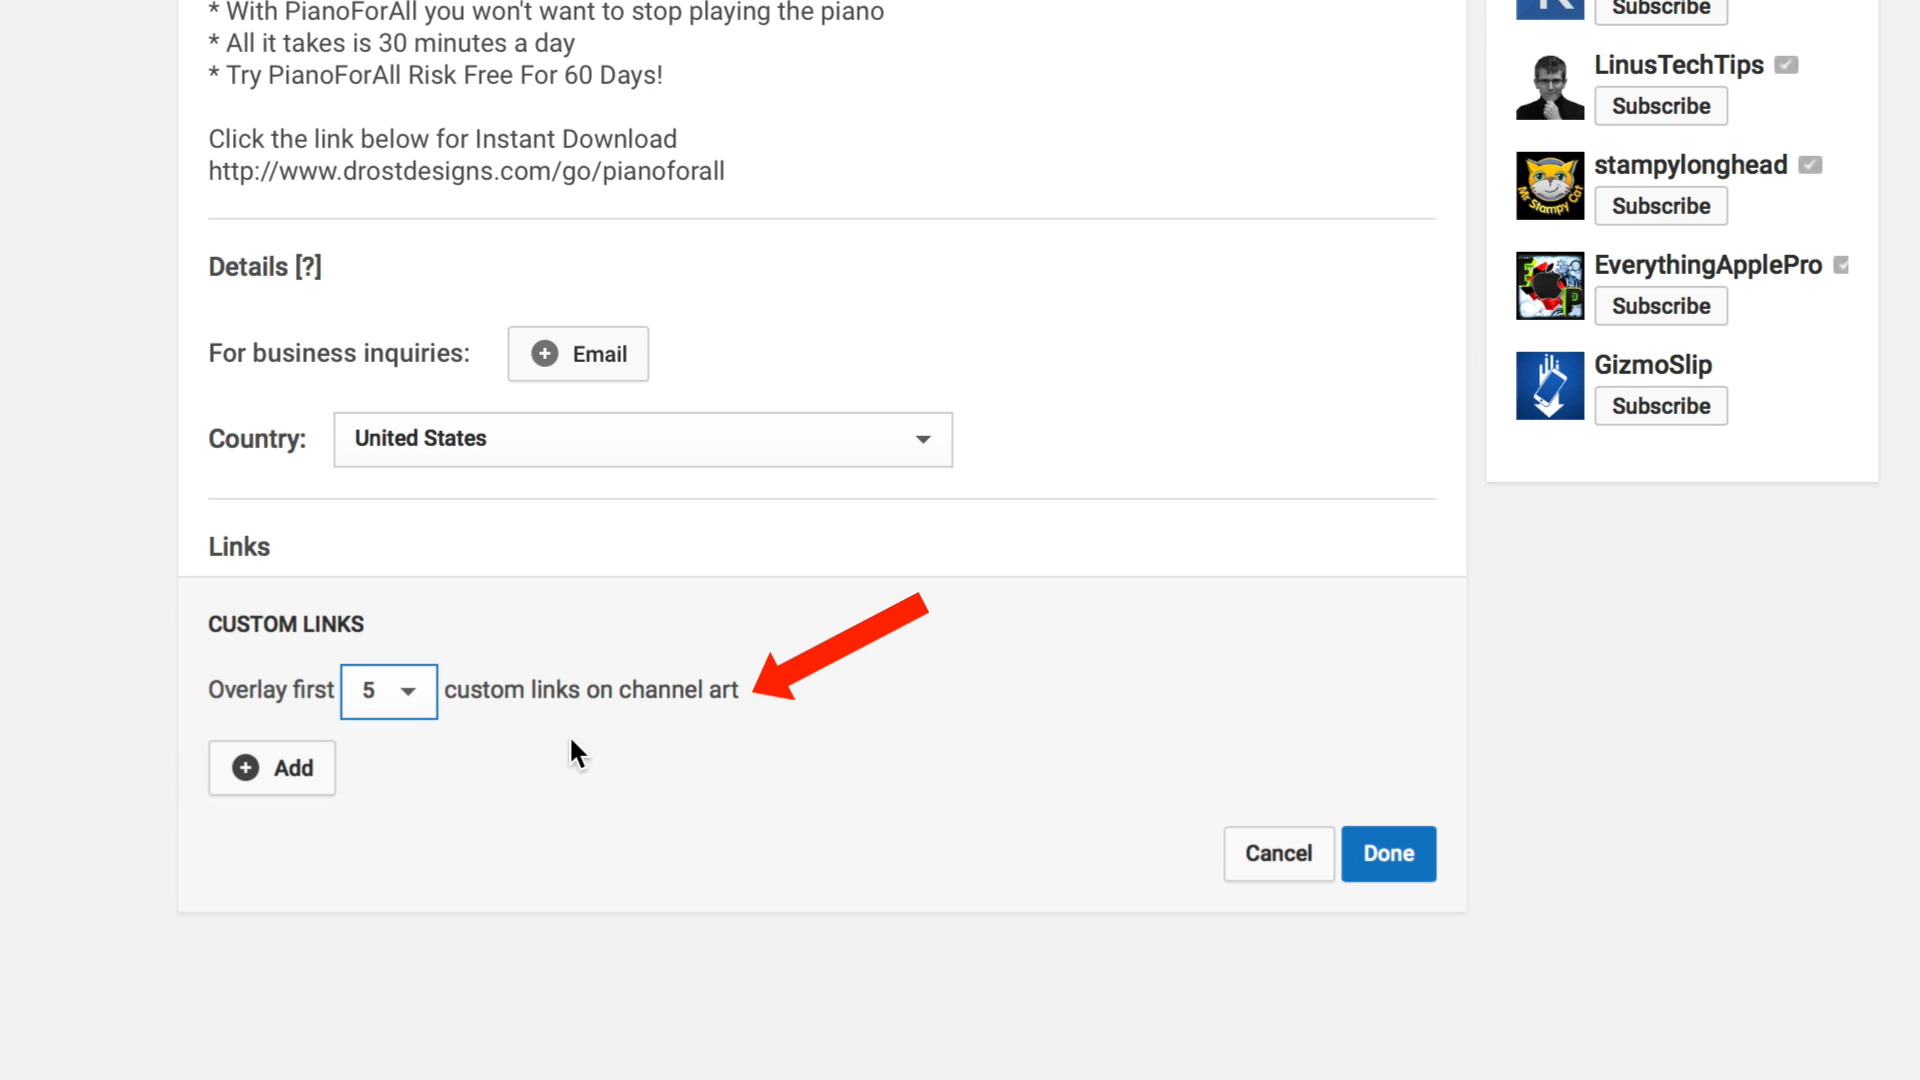 * With PianoForAll you won't want to stop playing the piano
* All it takes is 30 minutes a day
* Try PianoForAll Risk Free For 60 Days!
Click the link below for Instant Download
http://www.drostdesigns.com/go/pianoforall
Details [?]
For business inquiries:
Email
Country:
United States
Links
CUSTOM LINKS
Overlay first 5 custom links on channel art
Add
Cancel
Done
Subscribe
LinusTechTips
Subscribe
stampylonghead
Mr Stampy Cat
Subscribe
EverythingApplePro
E
P
Subscribe
GizmoSlip
Subscribe